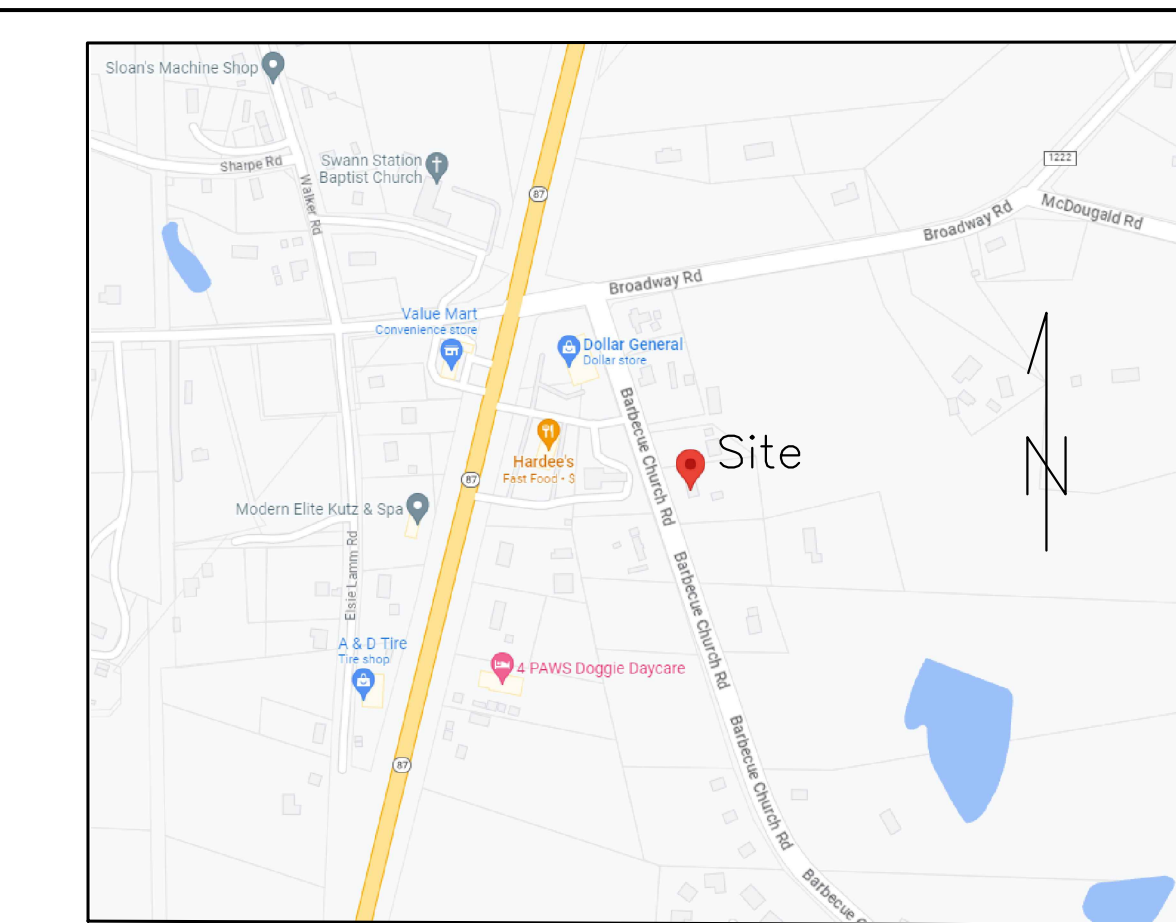 Sloan's Machine Shop
Sharpe Rd
Walker Rd
Swann Station
Baptist Church
87
1222
McDougald Rd
Broadway Rd
Broadway Rd
Value Mart
Convenience store
Dollar General
Dollar store
Barbecue Church Rd
Site
N
Hardee's
Fast Food - $
87
Modern Elite Kutz & Spa
Elsie Lamm Rd
Barbecue Church Rd
A & D Tire
Tire shop
4 PAWS Doggie Daycare
Barbecue Church Rd
87
Barbecue C